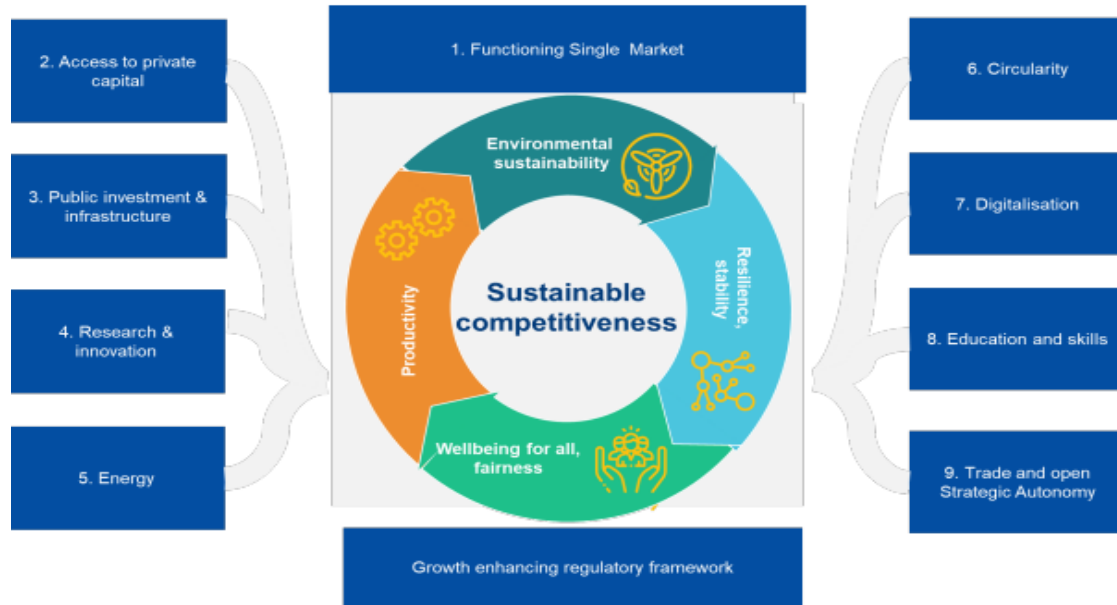 1. Functioning Single Market
2. Access to private
capital
3. Public investment &
infrastructure
4. Research &
innovation
5. Energy
Environmental
sustainability
Resilience,
stability
Sustainable
competitiveness
Productivity
Wellbeing for all,
fairness
6. Circularity
7. Digitalisation
8. Education and skills
9. Trade and open
Strategic Autonomy
Growth enhancing regulatory framework